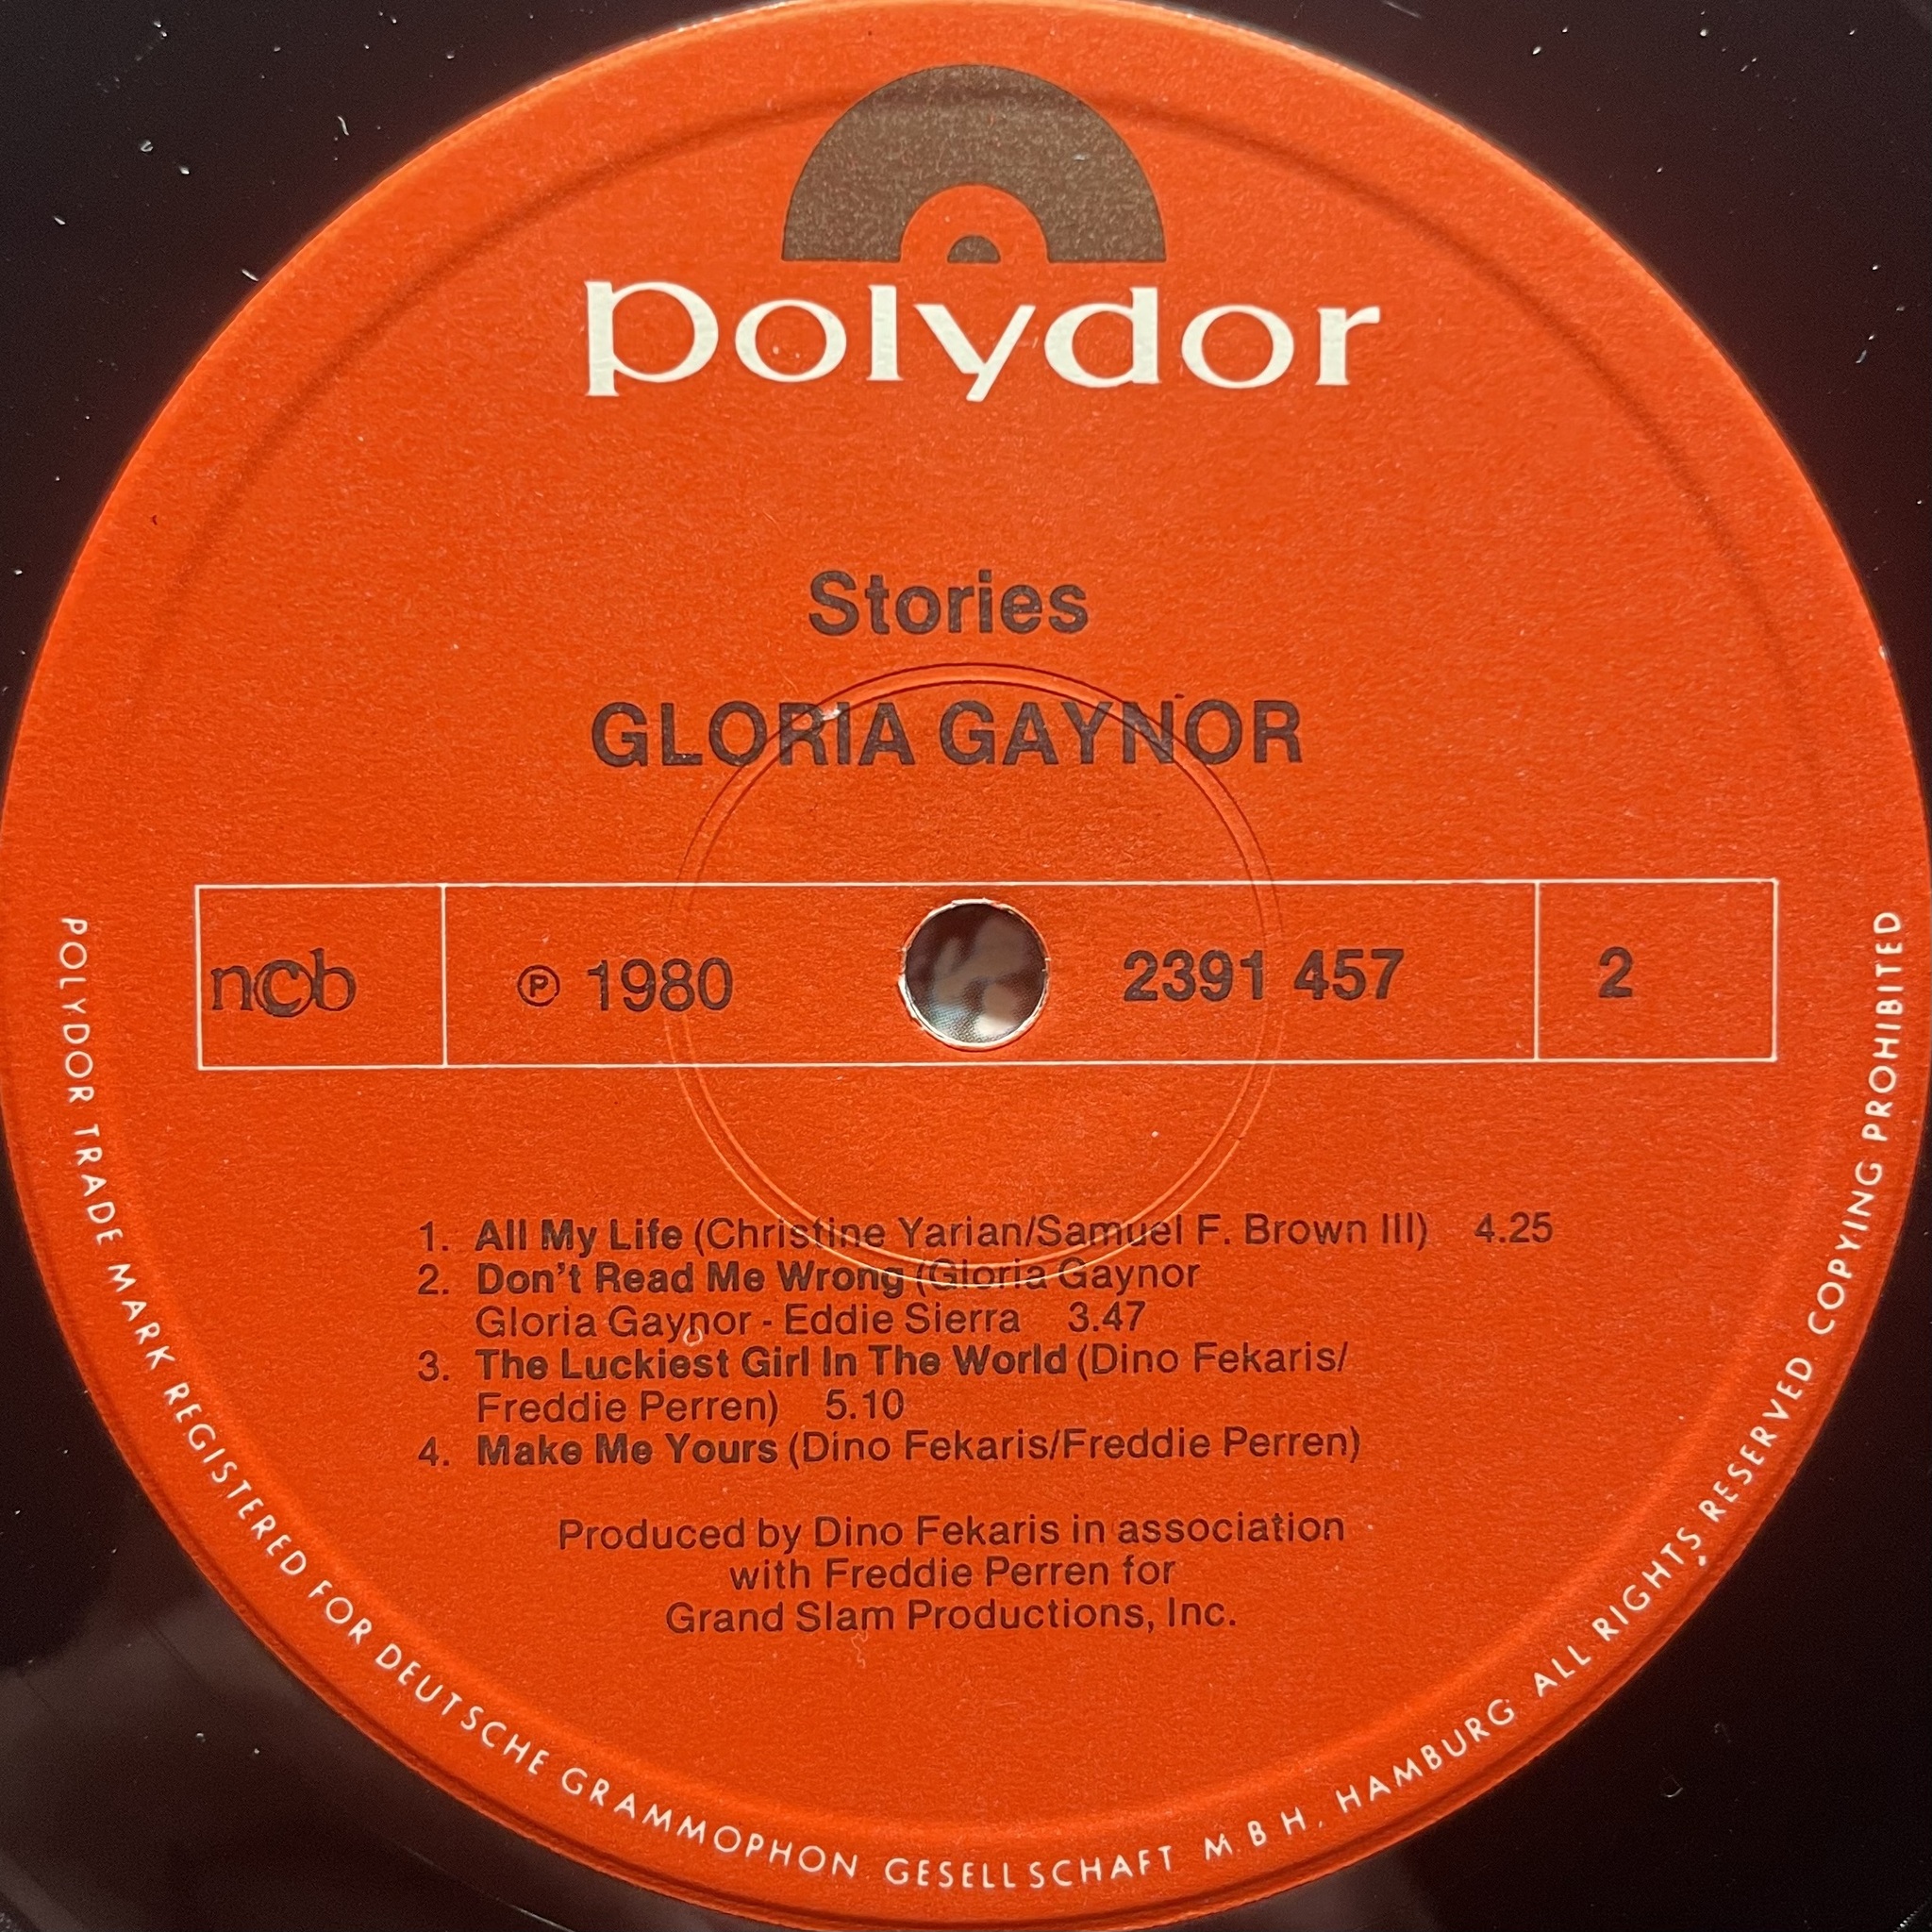 polydor
Stories
GLORIA GAYNOR
ncb ℗ 1980 2391 457 2
1. All My Life (Christine Yarian/Samuel F. Brown III) 4.25
2. Don't Read Me Wrong (Gloria Gaynor
Gloria Gaynor - Eddie Sierra 3.47
3. The Luckiest Girl In The World (Dino Fekaris/
Freddie Perren) 5.10
4. Make Me Yours (Dino Fekaris/Freddie Perren)
Produced by Dino Fekaris in association
with Freddie Perren for
Grand Slam Productions, Inc.
POLYDOR TRADE MARK REGISTERED FOR DEUTSCHE GRAMMOPHON GESELLSCHAFT M B H, HAMBURG ALL RIGHTS RESERVED COPYING PROHIBITED